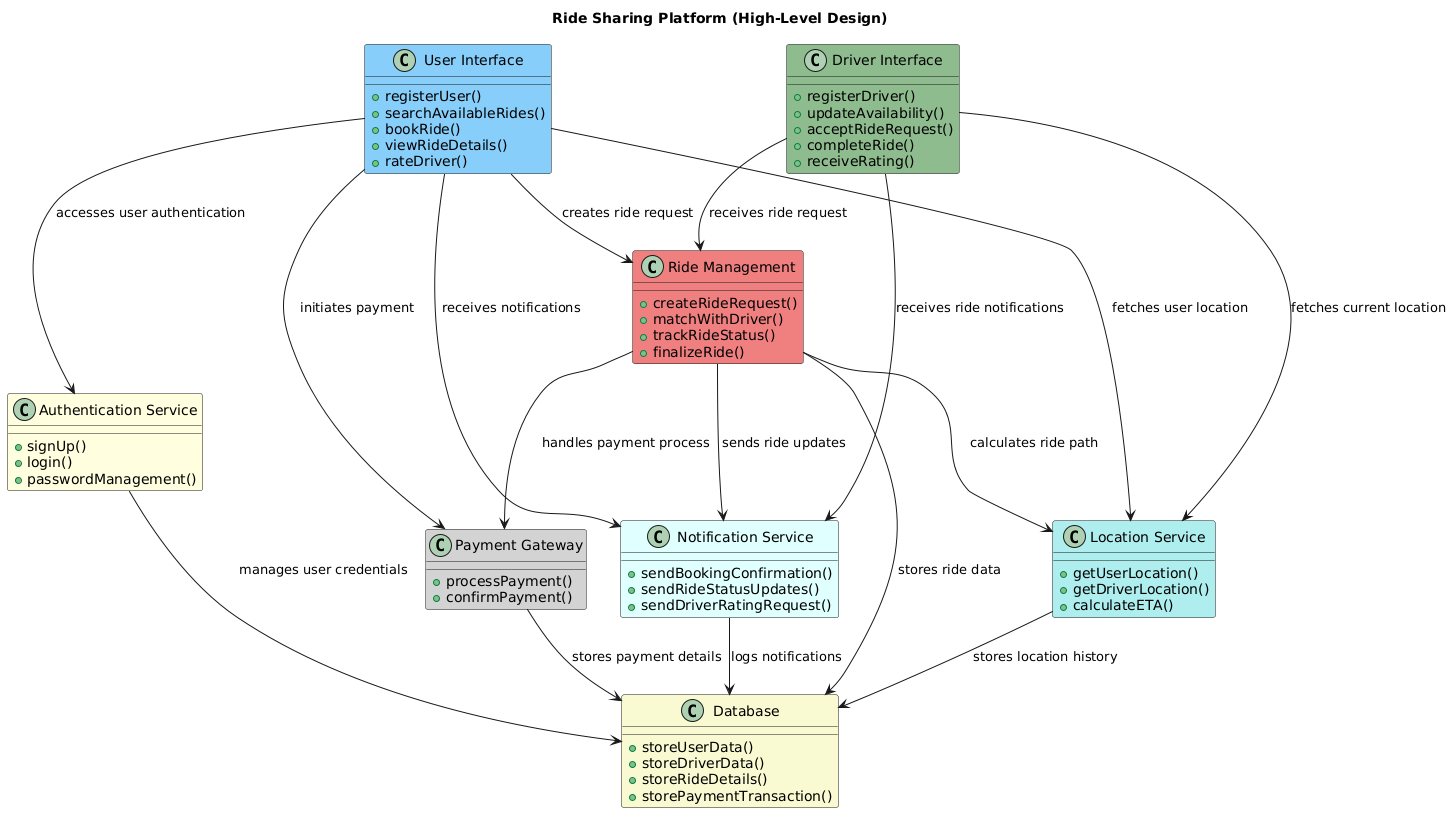 Ride Sharing Platform (High-Level Design)
C User Interface
registerUser()
searchAvailableRides()
bookRide()
viewRideDetails()
rateDriver()
C Driver Interface
registerDriver()
updateAvailability()
acceptRideRequest()
completeRide()
receiveRating()
accesses user authentication
creates ride request
receives ride request
C Ride Management
createRideRequest()
matchWithDriver()
trackRideStatus()
finalizeRide()
initiates payment
receives notifications
receives ride notifications
fetches user location
fetches current location
C Authentication Service
signUp()
login()
passwordManagement()
handles payment process
sends ride updates
calculates ride path
C Payment Gateway
processPayment()
confirmPayment()
C Notification Service
sendBookingConfirmation()
sendRideStatusUpdates()
sendDriverRatingRequest()
C Location Service
getUserLocation()
getDriverLocation()
calculateETA()
manages user credentials
stores ride data
stores payment details
logs notifications
stores location history
C Database
storeUserData()
storeDriverData()
storeRideDetails()
storePaymentTransaction()